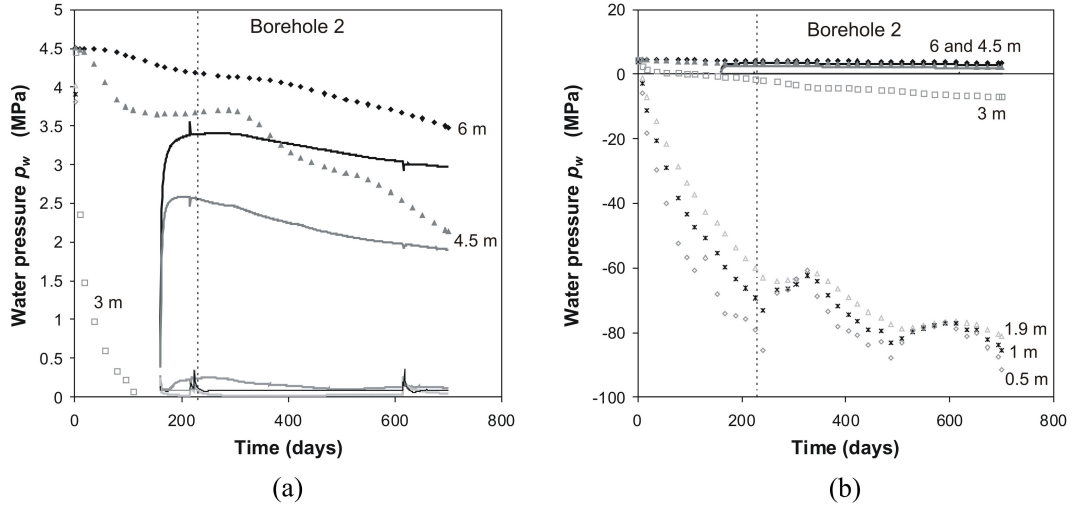 Borehole 2
Water pressure pw (MPa)
5
4.5
4
3.5
3
2.5
2
1.5
1
0.5
0
6 m
4.5 m
3 m
0 200 400 600 800
Time (days)
(a)
Borehole 2
Water pressure pw (MPa)
20
0
-20
-40
-60
-80
-100
6 and 4.5 m
3 m
1.9 m
1 m
0.5 m
0 200 400 600 800
Time (days)
(b)